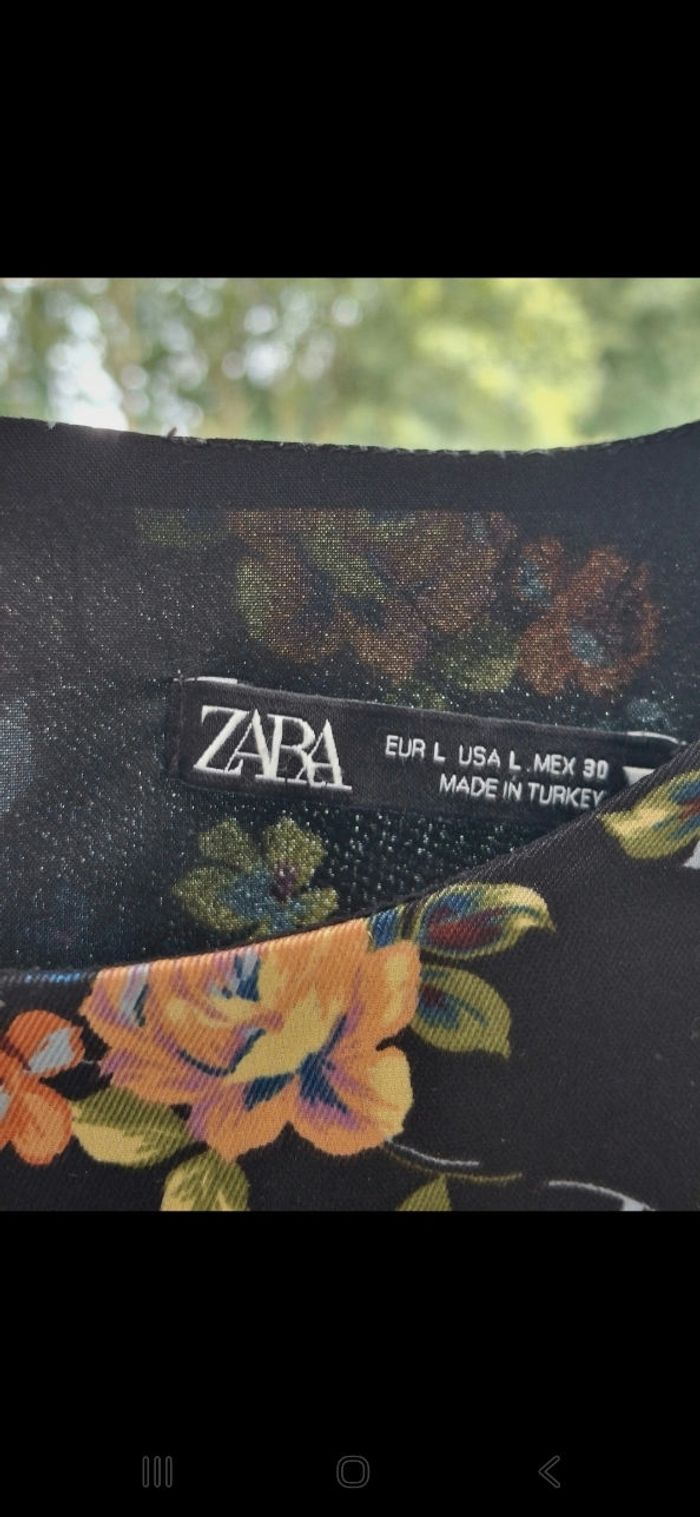 ZARA
EUR L USA L . MEX 30
MADE IN TURKEY